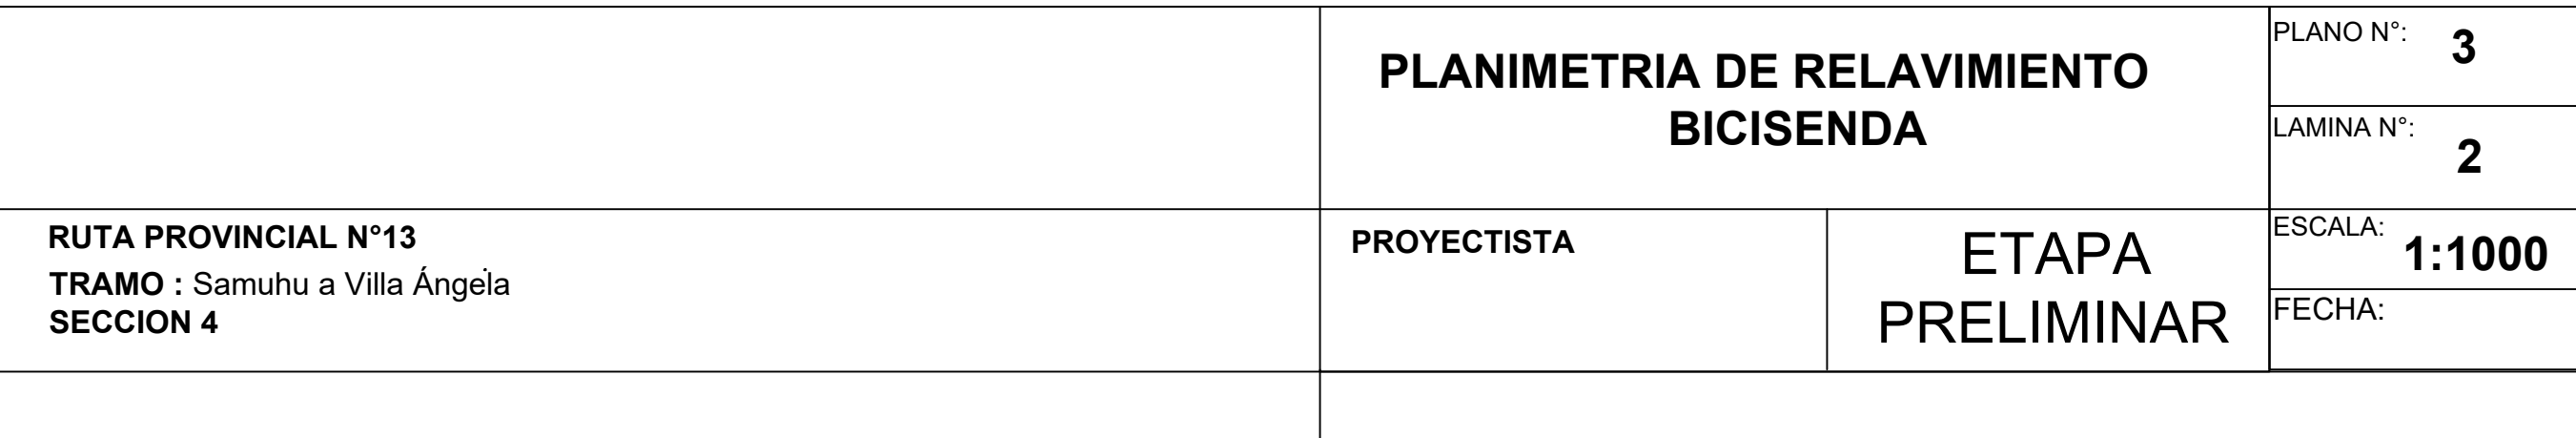 PLANIMETRIA DE RELAVIMIENTO
BICISENDA
PLANO N°: 3
LAMINA N°: 2
RUTA PROVINCIAL N°13
TRAMO : Samuhu a Villa Ángela
SECCION 4
PROYECTISTA
ETAPA
PRELIMINAR
ESCALA: 1:1000
FECHA: